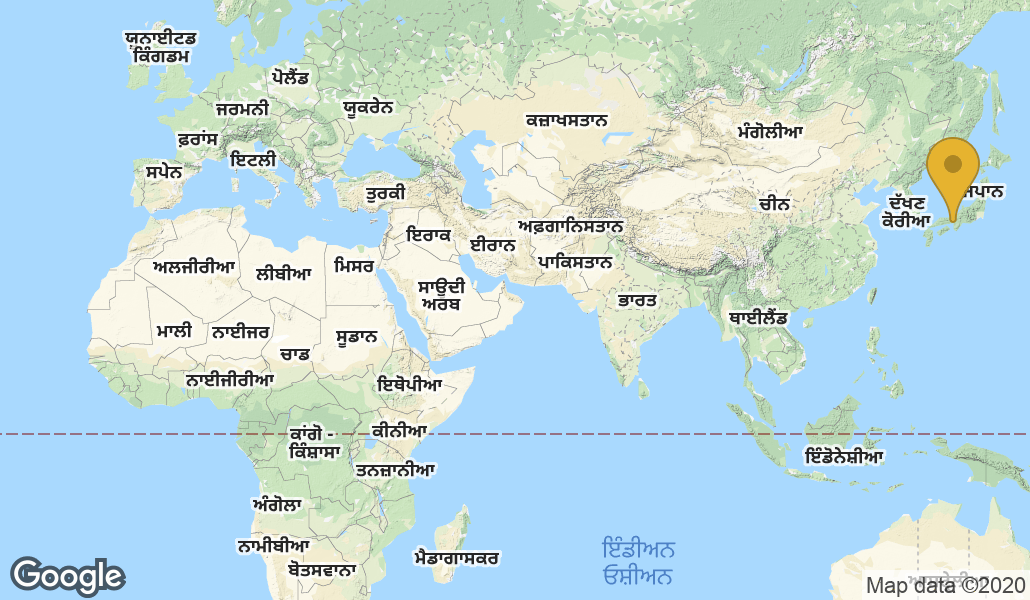 ਯੂਨਾਈਟਡ
ਕਿੰਗਡਮ
ਪੋਲੈਂਡ
ਜਰਮਨੀ
ਯੂਕਰੇਨ
ਫ਼ਰਾਂਸ
ਇਟਲੀ
ਸਪੇਨ
ਤੁਰਕੀ
ਕਜ਼ਾਖਸਤਾਨ
ਮੰਗੋਲੀਆ
ਚੀਨ
ਦੱਖਣ
ਕੋਰੀਆ
ਇਰਾਕ
ਈਰਾਨ
ਅਫ਼ਗਾਨਿਸਤਾਨ
ਪਾਕਿਸਤਾਨ
ਅਲਜੀਰੀਆ
ਲੀਬੀਆ
ਮਿਸਰ
ਸਾਊਦੀ
ਅਰਬ
ਭਾਰਤ
ਥਾਈਲੈਂਡ
ਮਾਲੀ
ਨਾਈਜਰ
ਚਾਡ
ਸੂਡਾਨ
ਨਾਈਜੀਰੀਆ
ਇਥੋਪੀਆ
ਕਾਂਗੋ -
ਕਿੰਸ਼ਾਸਾ
ਕੀਨੀਆ
ਤਨਜ਼ਾਨੀਆ
ਇੰਡੋਨੇਸ਼ੀਆ
ਅੰਗੋਲਾ
ਨਾਮੀਬੀਆ
ਬੋਤਸਵਾਨਾ
ਮੈਡਾਗਾਸਕਰ
ਇੰਡੀਅਨ
ਓਸ਼ੀਅਨ
Google
Map data ©2020